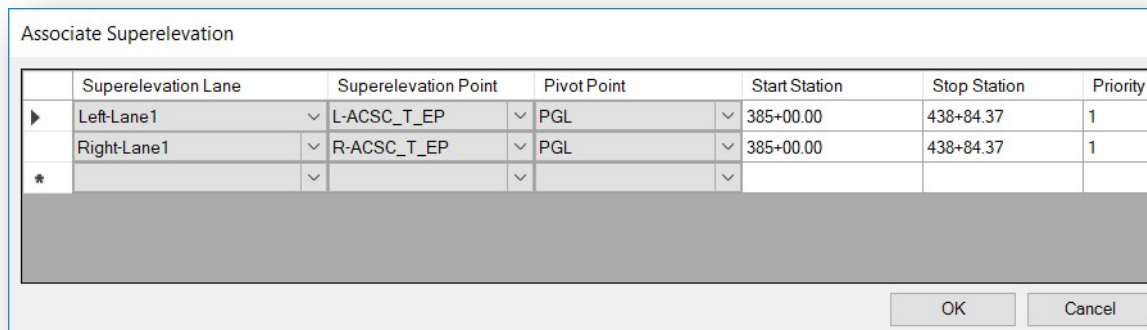 Associate Superelevation
Superelevation Lane Superelevation Point Pivot Point Start Station Stop Station Priority
Left-Lane1 L-ACSC_T_EP PGL 385+00.00 438+84.37 1
Right-Lane1 R-ACSC_T_EP PGL 385+00.00 438+84.37 1
*
OK Cancel